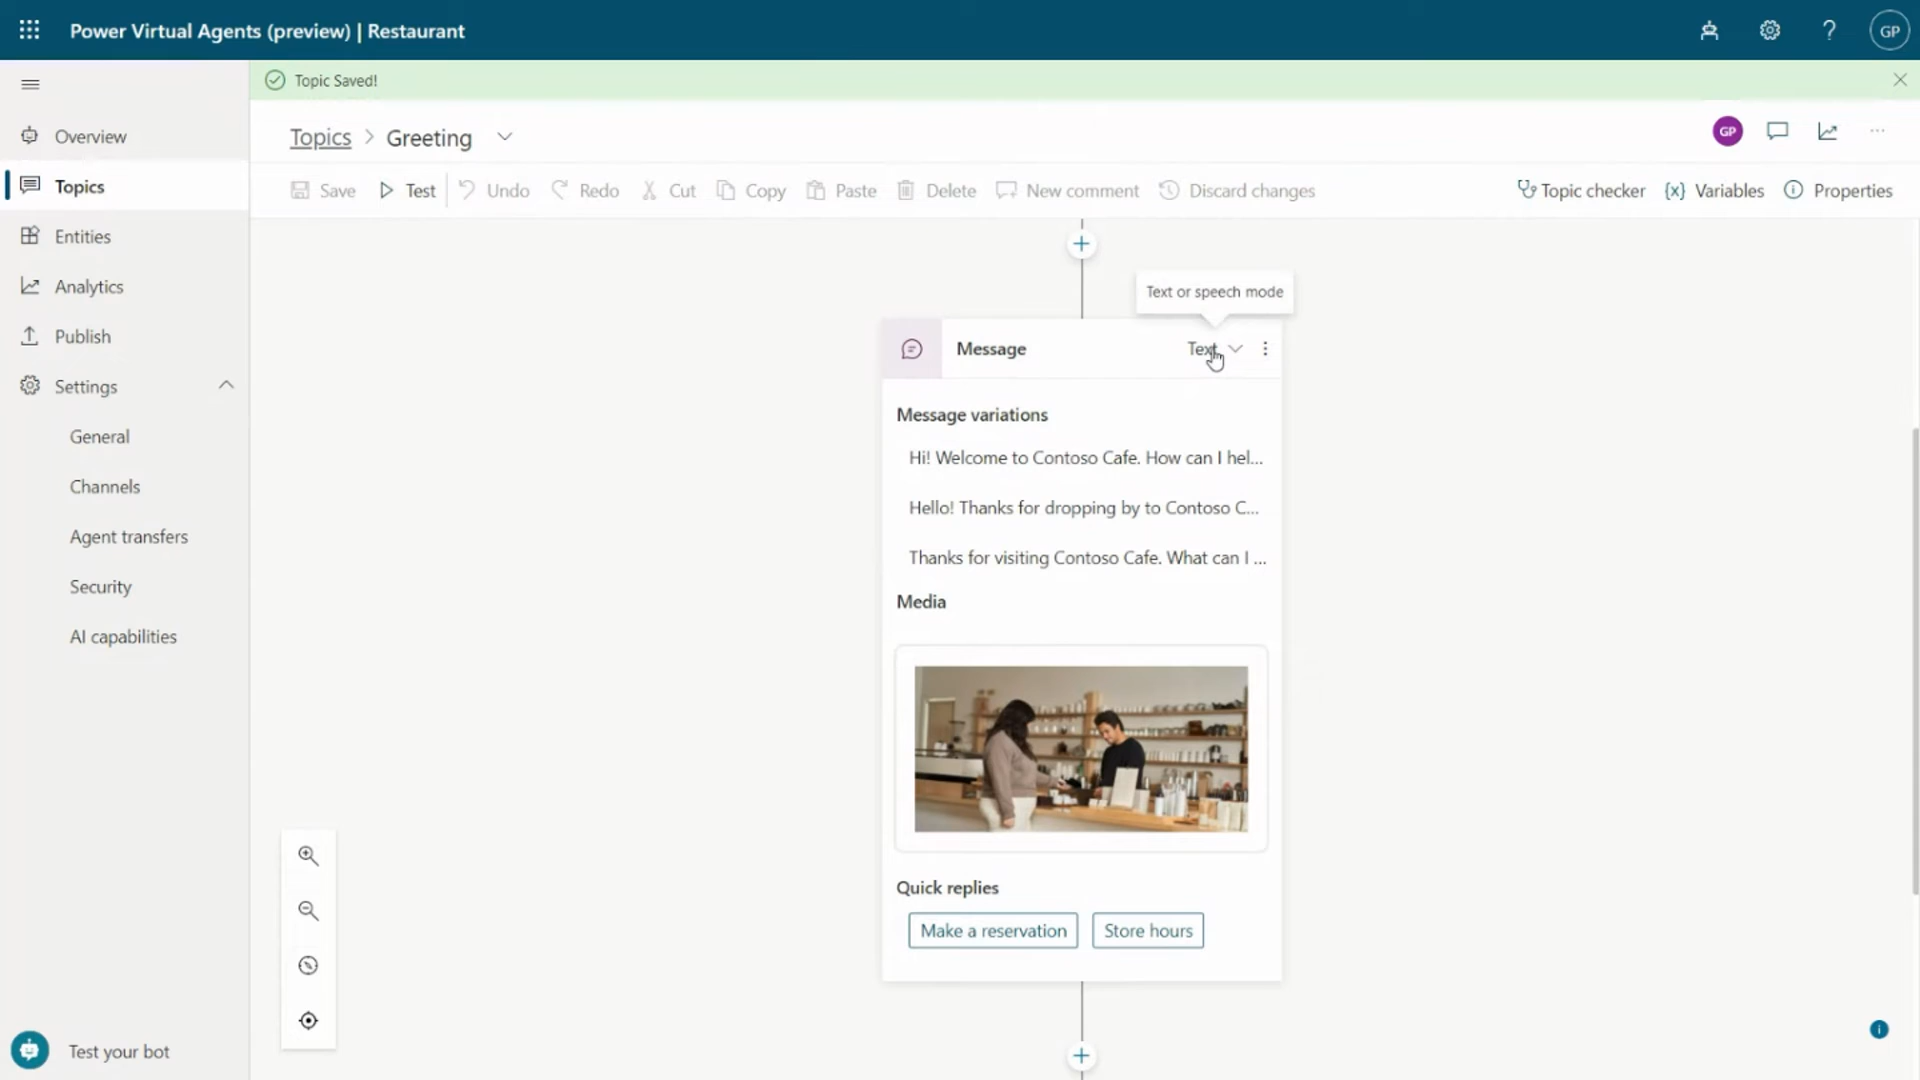 Power Virtual Agents (preview) | Restaurant
GP
Topic Saved!
Overview
Topics
Entities
Analytics
Publish
Settings
General
Channels
Agent transfers
Security
AI capabilities
Test your bot
Topics > Greeting
GP
Save
Test
Undo
Redo
Cut
Copy
Paste
Delete
New comment
Discard changes
Topic checker
{x} Variables
Properties
Text or speech mode
Message
Text
Message variations
Hi! Welcome to Contoso Cafe. How can I hel...
Hello! Thanks for dropping by to Contoso C...
Thanks for visiting Contoso Cafe. What can I ...
Media
Quick replies
Make a reservation
Store hours